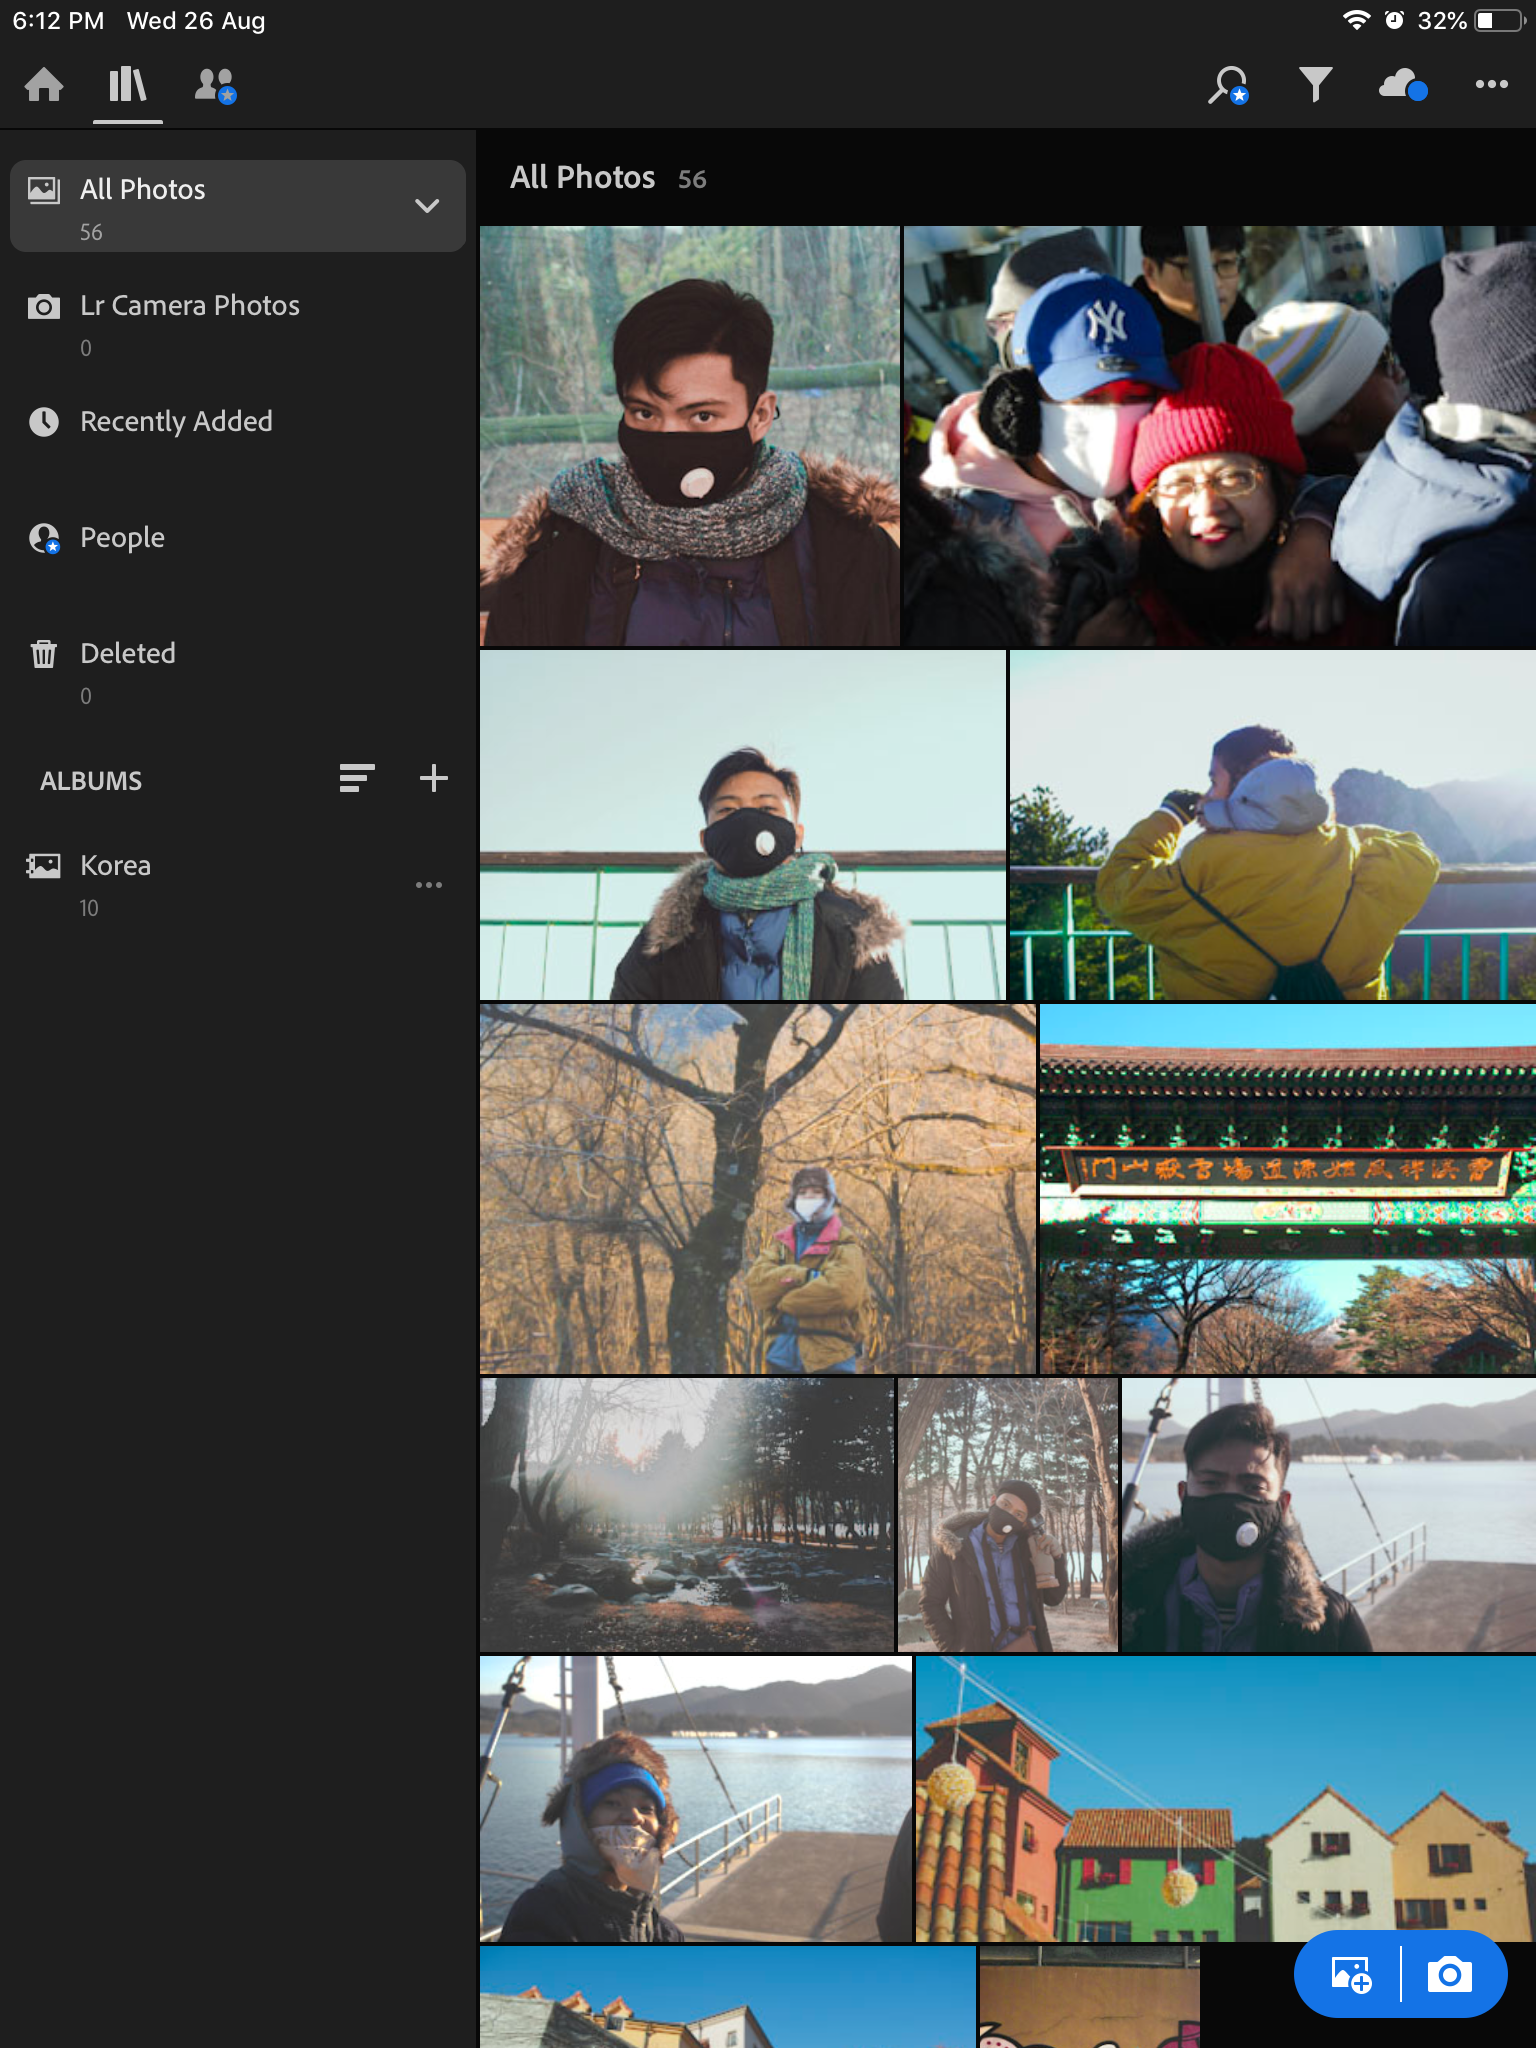 6:12 PM Wed 26 Aug
32%
All Photos
56
Lr Camera Photos
0
Recently Added
People
Deleted
0
ALBUMS
Korea
10
All Photos 56
NY